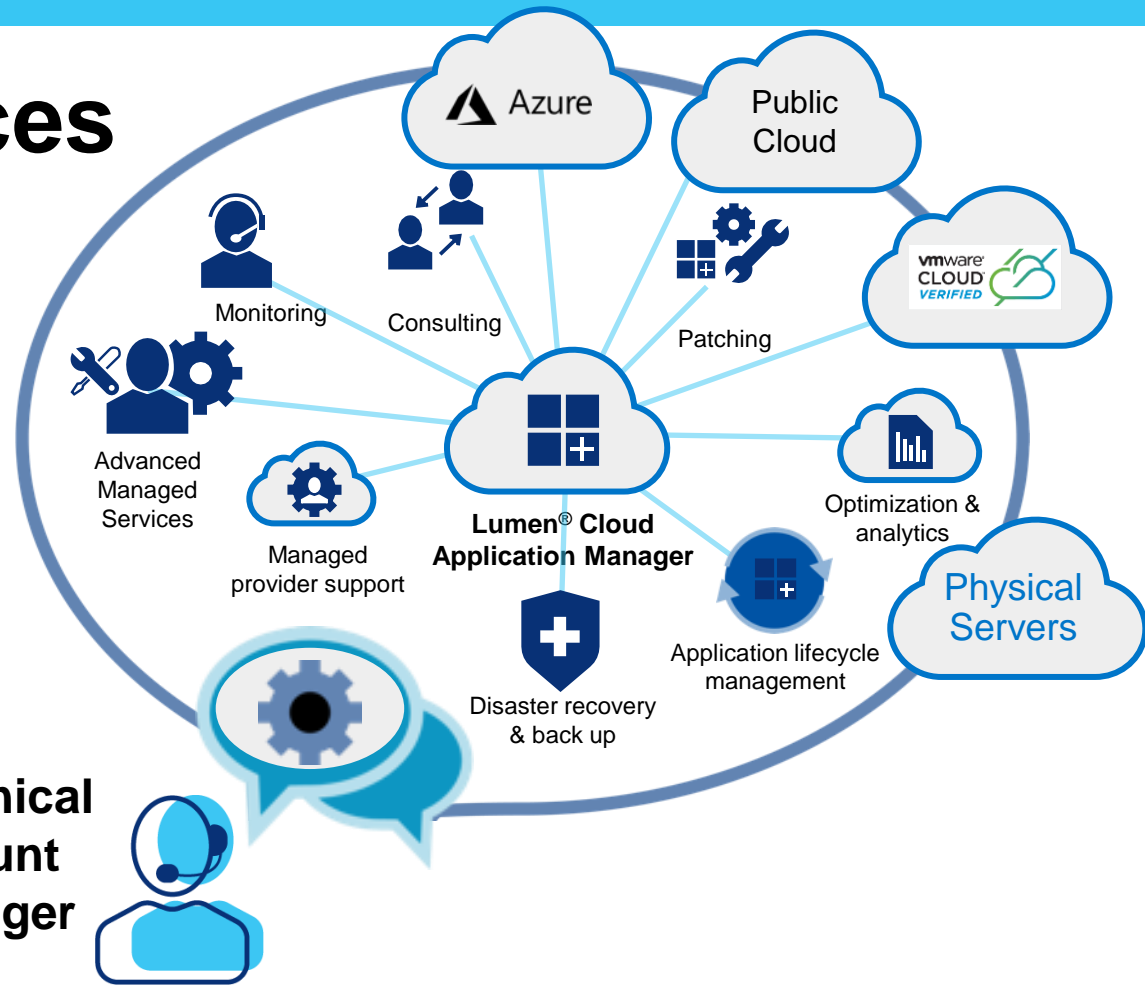 ces
Azure
Public
Cloud
vmware®
CLOUD
VERIFIED
Monitoring
Consulting
Patching
Advanced
Managed
Services
Managed
provider support
Lumen® Cloud
Application Manager
Optimization &
analytics
Physical
Servers
Application lifecycle
management
Disaster recovery
& back up
nical
unt
ger